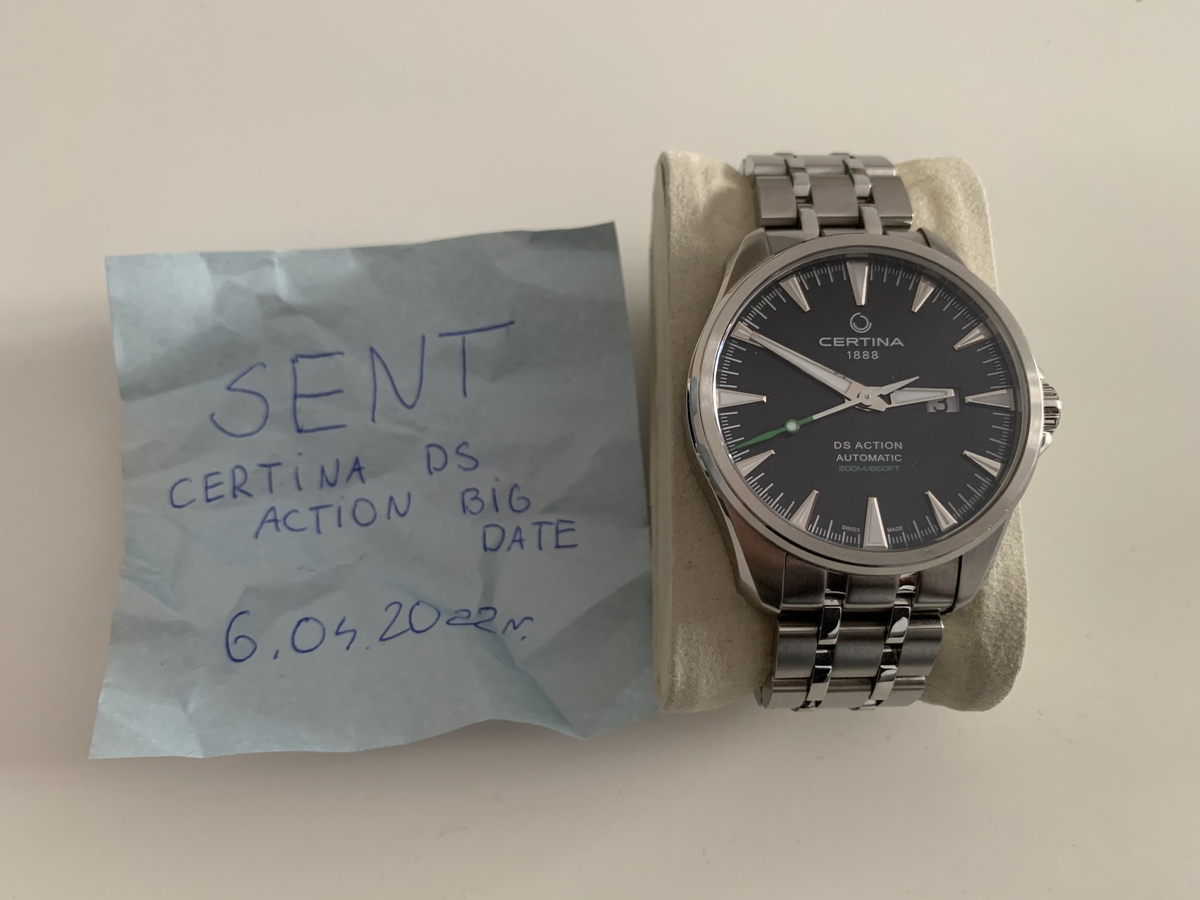 SENT
CERTINA DS
ACTION BIG
DATE
6.04.2022r.
CERTINA
1888
DS ACTION
AUTOMATIC
200M/660FT
SWISS MADE